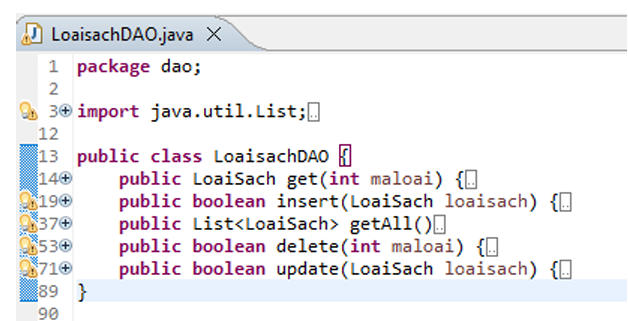 LoaisachDAO.java
1 package dao;
2
3 import java.util.List;
12
13 public class LoaisachDAO {
14 public LoaiSach get(int maloai) {
19 public boolean insert(LoaiSach loaisach) {
37 public List<LoaiSach> getAll()
53 public boolean delete(int maloai) {
71 public boolean update(LoaiSach loaisach) {
89 }
90